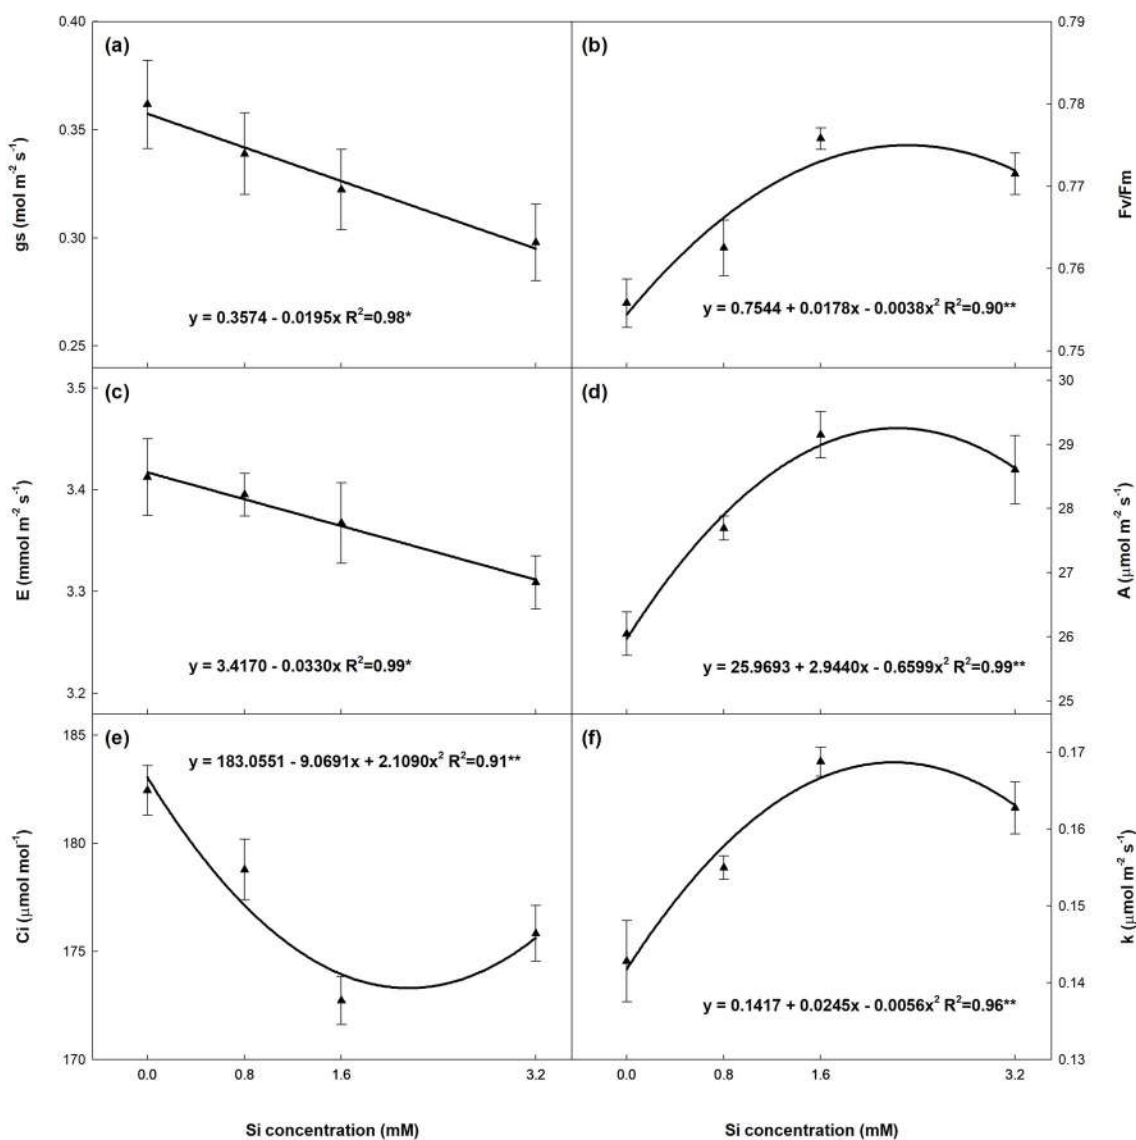 (a)
0.40
0.35
0.30
0.25
gs (mol m⁻² s⁻¹)
y = 0.3574 - 0.0195x R²=0.98*
(b)
0.79
0.78
0.77
0.76
0.75
Fv/Fm
y = 0.7544 + 0.0178x - 0.0038x² R²=0.90**
(c)
3.5
3.4
3.3
3.2
E (mmol m⁻² s⁻¹)
y = 3.4170 - 0.0330x R²=0.99*
(d)
30
29
28
27
26
25
A (μmol m⁻² s⁻¹)
y = 25.9693 + 2.9440x - 0.6599x² R²=0.99**
(e)
185
180
175
170
Ci (μmol mol⁻¹)
y = 183.0551 - 9.0691x + 2.1090x² R²=0.91**
0.0 0.8 1.6 3.2
Si concentration (mM)
(f)
0.17
0.16
0.15
0.14
0.13
k (μmol m⁻² s⁻¹)
y = 0.1417 + 0.0245x - 0.0056x² R²=0.96**
0.0 0.8 1.6 3.2
Si concentration (mM)